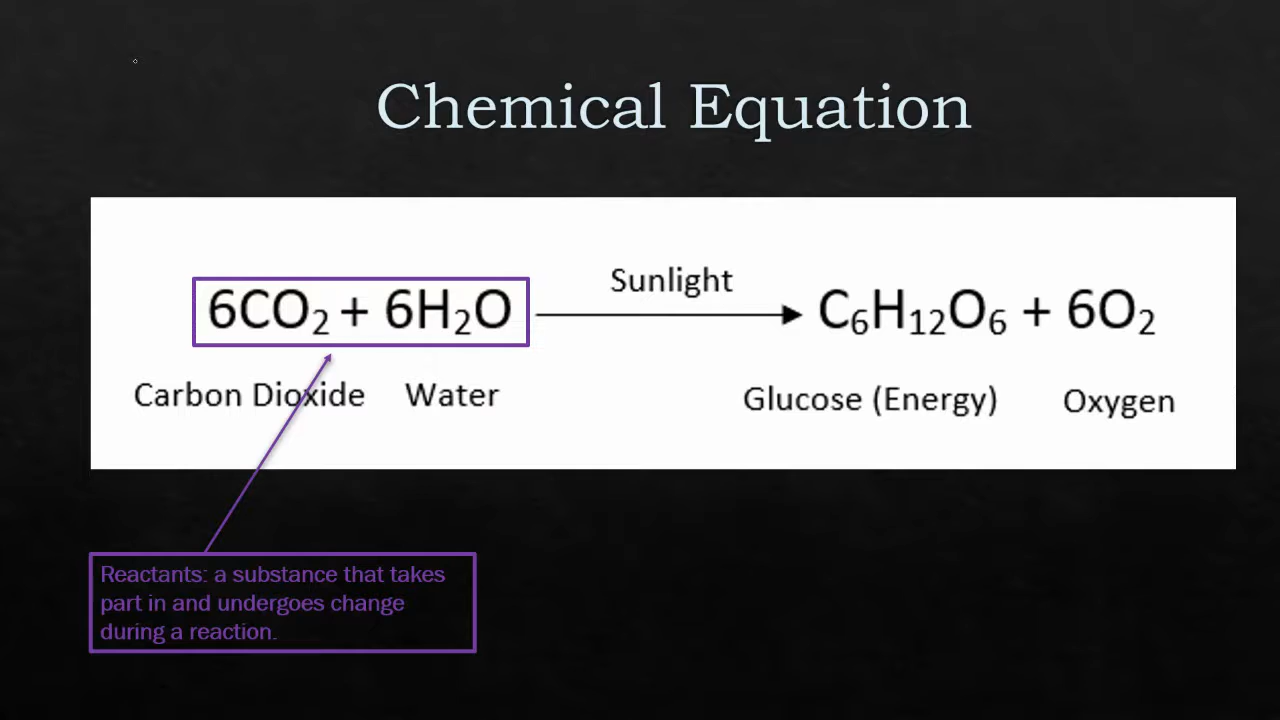 Chemical Equation
Sunlight
6CO₂ + 6H₂O → C₆H₁₂O₆ + 6O₂
Carbon Dioxide Water Glucose (Energy) Oxygen
Reactants: a substance that takes
part in and undergoes change
during a reaction.